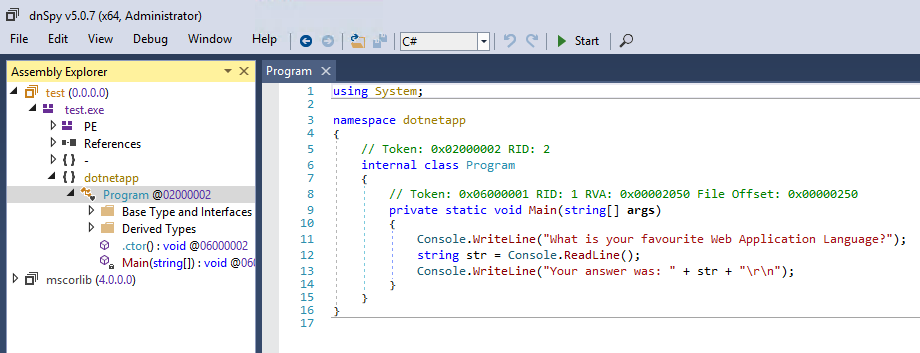 dnSpy v5.0.7 (x64, Administrator)
File View Debug Window Help C# Start
Assembly Explorer
test (0.0.0.0)
test.exe
PE
References
{ } -
{ } dotnetapp
Program @02000002
Base Type and Interfaces
Derived Types
.ctor() : void @06000002
Main(string[]) : void @060
mscorlib (4.0.0.0)
Program
1 using System;
2
3 namespace dotnetapp
4 {
5 // Token: 0x02000002 RID: 2
6 internal class Program
7 {
8 // Token: 0x06000001 RID: 1 RVA: 0x00002050 File Offset: 0x00000250
9 private static void Main(string[] args)
10 {
11 Console.WriteLine("What is your favourite Web Application Language?");
12 string str = Console.ReadLine();
13 Console.WriteLine("Your answer was: " + str + "\r\n");
14 }
15 }
16 }
17